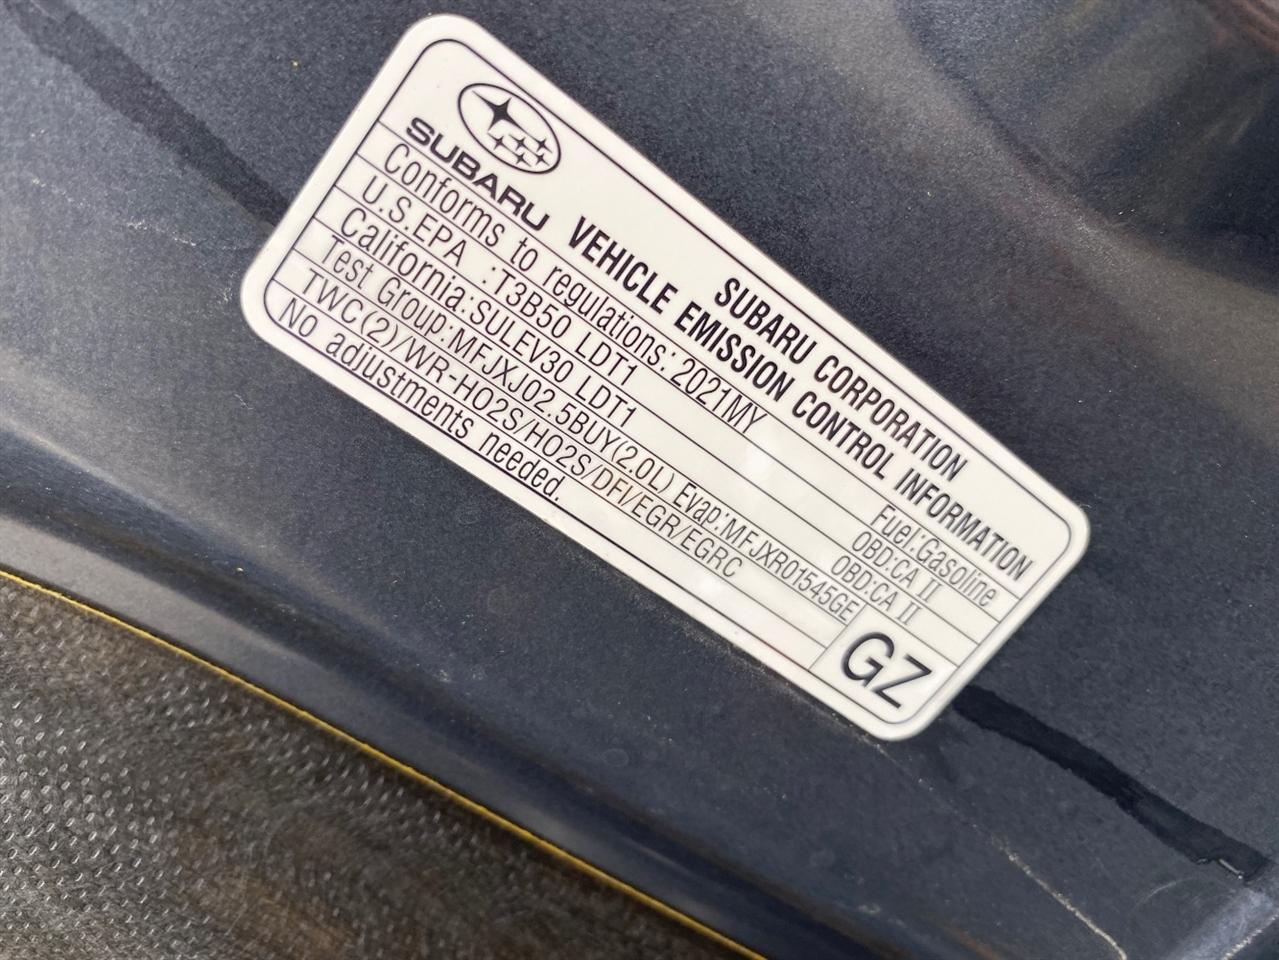 SUBARU
SUBARU CORPORATION
VEHICLE EMISSION CONTROL INFORMATION
Conforms to regulations: 2021MY Fuel:Gasoline
U.S.EPA :T3B50 LDT1 OBD:CA II
California:SULEV30 LDT1 OBD:CA II
Test Group:MFJXJ02.5BUY(2.0L) Evap:MFJXR01545GE
TWC(2)/WR-HO2S/HO2S/DFI/EGR/EGRC
No adjustments needed.
GZ